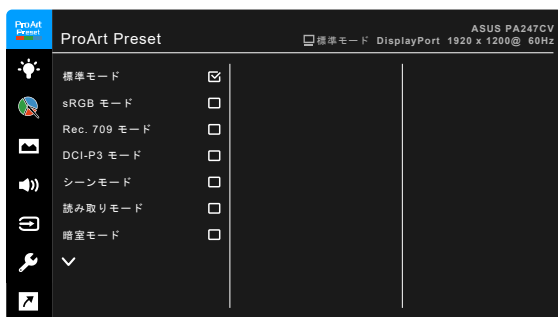 ProArt
Preset
ProArt Preset
ASUS PA247CV
標準モード DisplayPort 1920 x 1200@ 60Hz
標準モード
sRGB モード
Rec. 709 モード
DCI-P3 モード
シーンモード
読み取りモード
暗室モード